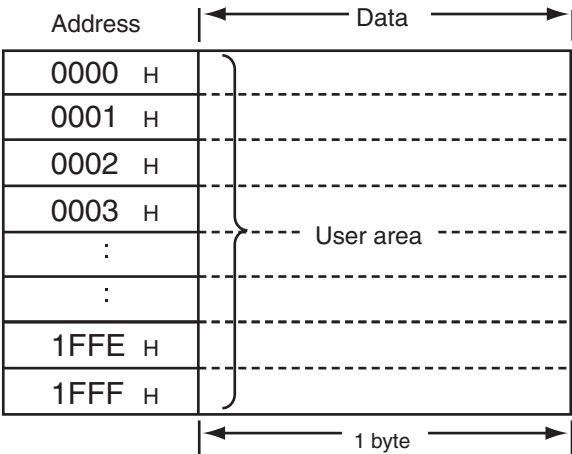 Address Data
0000 H
0001 H
0002 H
0003 H
: User area
:
1FFE H
1FFF H
1 byte